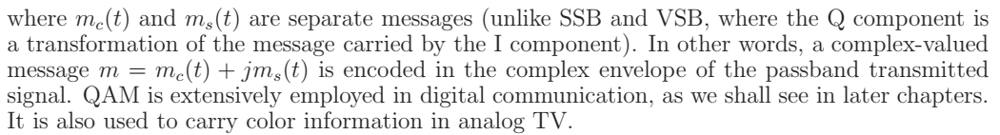 where m_c(t) and m_s(t) are separate messages (unlike SSB and VSB, where the Q component is
a transformation of the message carried by the I component). In other words, a complex-valued
message m = m_c(t) + jm_s(t) is encoded in the complex envelope of the passband transmitted
signal. QAM is extensively employed in digital communication, as we shall see in later chapters.
It is also used to carry color information in analog TV.